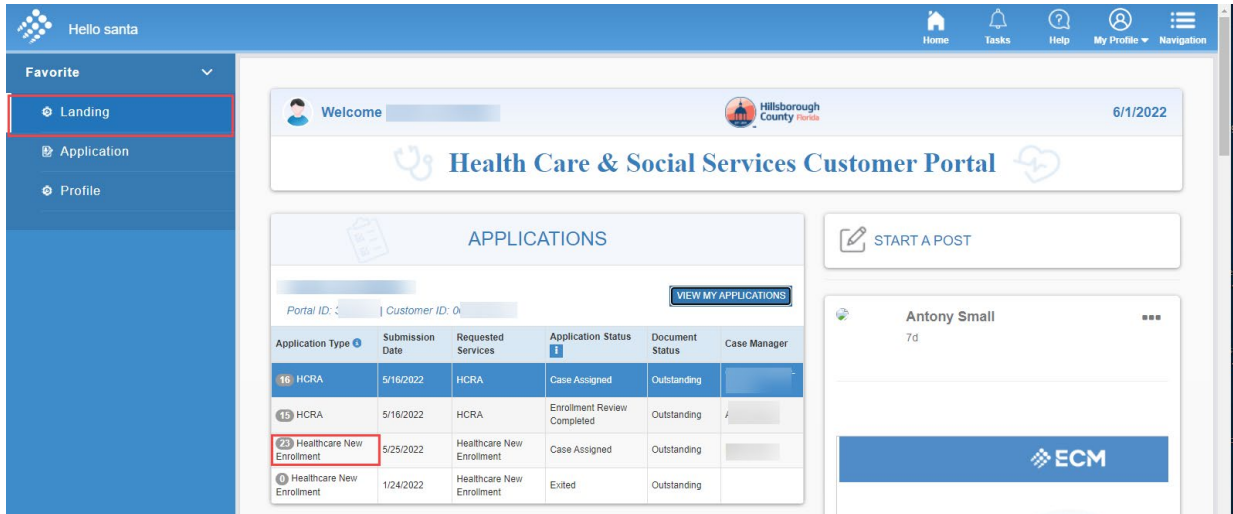 Hello santa
Home
Tasks
Help
My Profile
Navigation
Favorite
Landing
Application
Profile
Welcome
Hillsborough
County Florida
6/1/2022
Health Care & Social Services Customer Portal
APPLICATIONS
VIEW MY APPLICATIONS
Portal ID: | Customer ID:
Application Type
Submission
Date
Requested
Services
Application Status
i
Document
Status
Case Manager
16 HCRA
5/16/2022
HCRA
Case Assigned
Outstanding
15 HCRA
5/16/2022
HCRA
Enrollment Review
Completed
Outstanding
23 Healthcare New
Enrollment
5/25/2022
Healthcare New
Enrollment
Case Assigned
Outstanding
0 Healthcare New
Enrollment
1/24/2022
Healthcare New
Enrollment
Exited
Outstanding
START A POST
Antony Small
7d
ECM